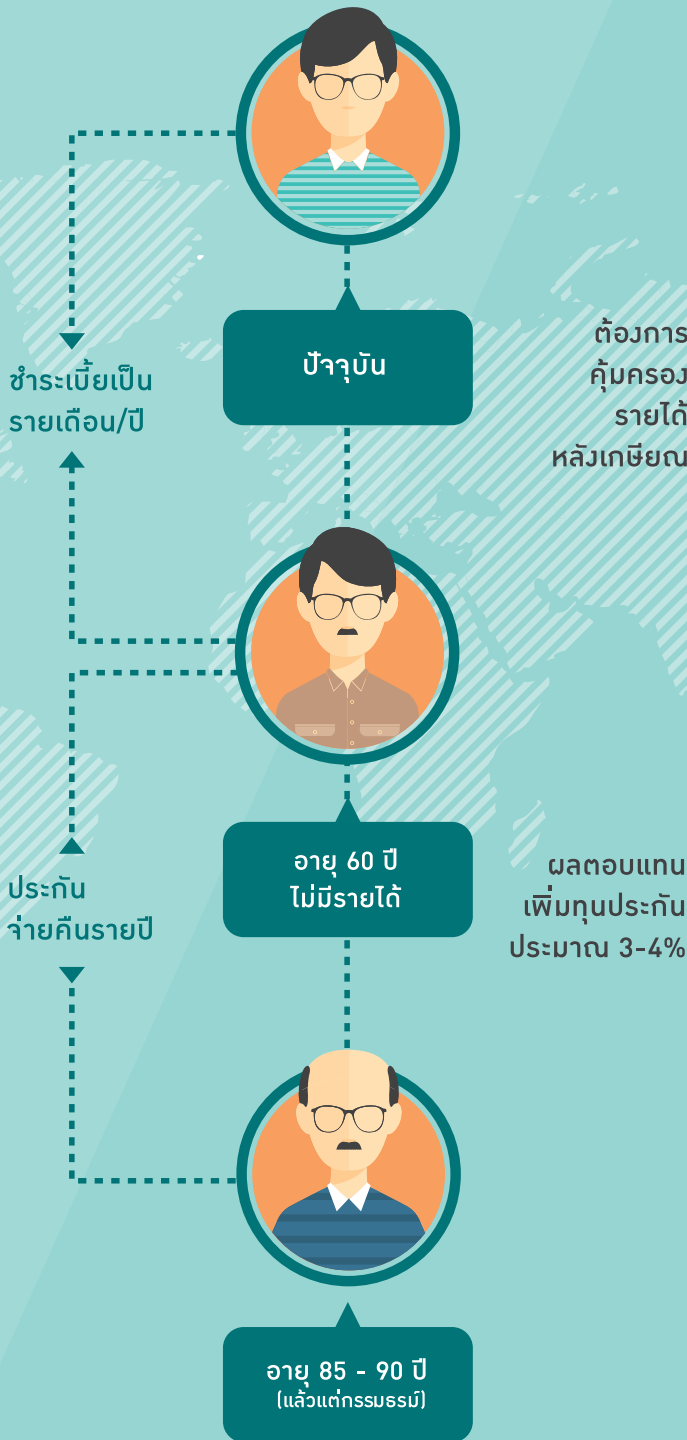 ปัจจุบัน
ชำระเบี้ยเป็น
รายเดือน/ปี
ต้องการ
คุ้มครอง
รายได้
หลังเกษียณ
อายุ 60 ปี
ไม่มีรายได้
ประกัน
จ่ายคืนรายปี
ผลตอบแทน
เพิ่มทุนประกัน
ประมาณ 3-4%
อายุ 85 - 90 ปี
(แล้วแต่กรรมธรม์)